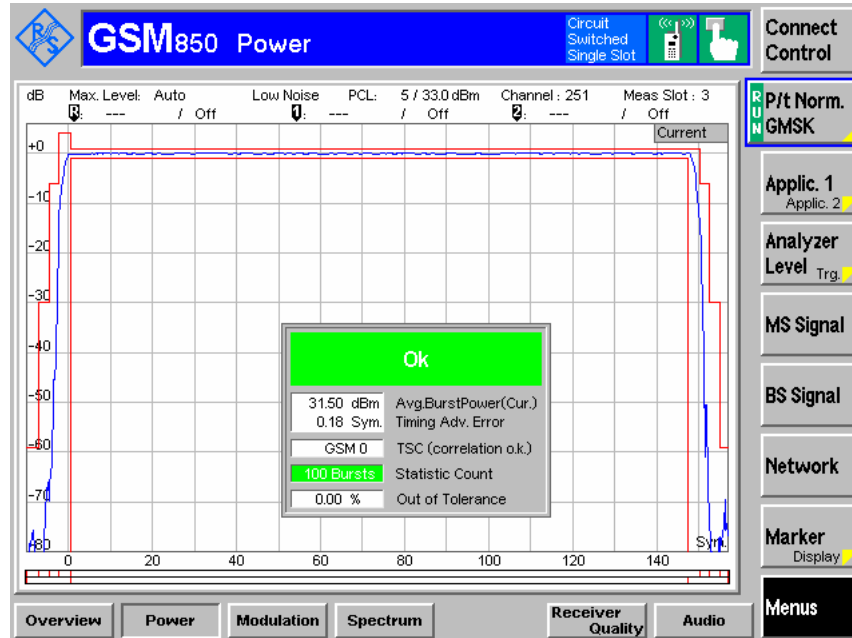 R S
GSM850 Power
Circuit
Switched
Single Slot
Connect
Control
dB Max. Level: Auto Low Noise PCL: 5 / 33.0 dBm Channel : 251 Meas Slot : 3
R: --- / Off 1: --- / Off 2: --- / Off
RUN
P/t Norm.
GMSK
Current
+0
-10
-20
-30
-40
-50
-60
-70
-80
0 20 40 60 80 100 120 140
Sym.
Ok
31.50 dBm Avg.BurstPower(Cur.)
0.18 Sym. Timing Adv. Error
GSM 0 TSC (correlation o.k.)
100 Bursts Statistic Count
0.00 % Out of Tolerance
Applic. 1
Applic. 2
Analyzer
Level Trg.
MS Signal
BS Signal
Network
Marker
Display
Menus
Overview Power Modulation Spectrum Receiver Quality Audio